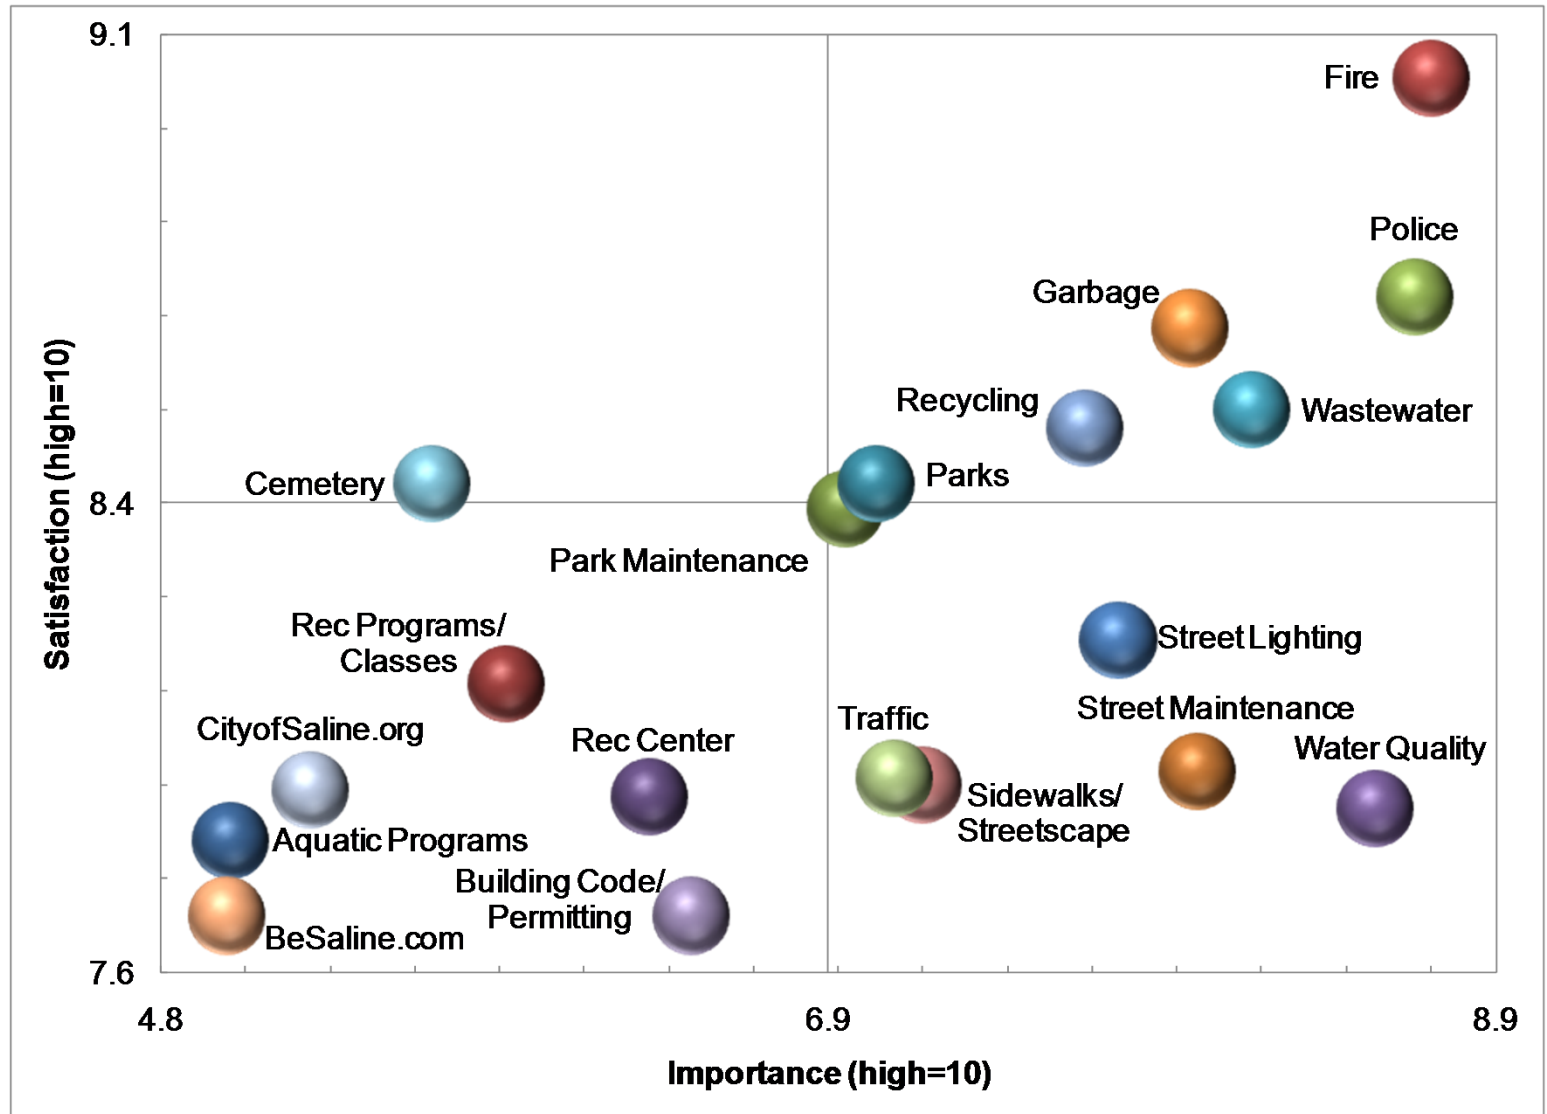 9.1
Fire
Police
Garbage
Recycling
Wastewater
Cemetery
Parks
8.4
Park Maintenance
Satisfaction (high=10)
Rec Programs/
Classes
Street Lighting
CityofSaline.org
Rec Center
Traffic
Street Maintenance
Water Quality
Sidewalks/
Streetscape
Aquatic Programs
Building Code/
Permitting
BeSaline.com
7.6
4.8
6.9
8.9
Importance (high=10)